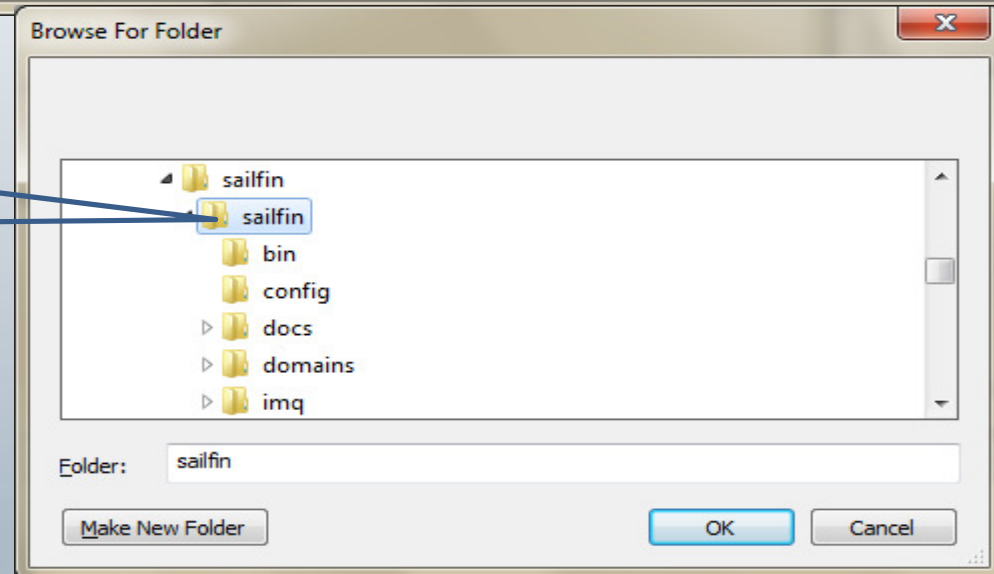 Browse For Folder
sailfin
sailfin
bin
config
docs
domains
imq
Folder: sailfin
Make New Folder OK Cancel